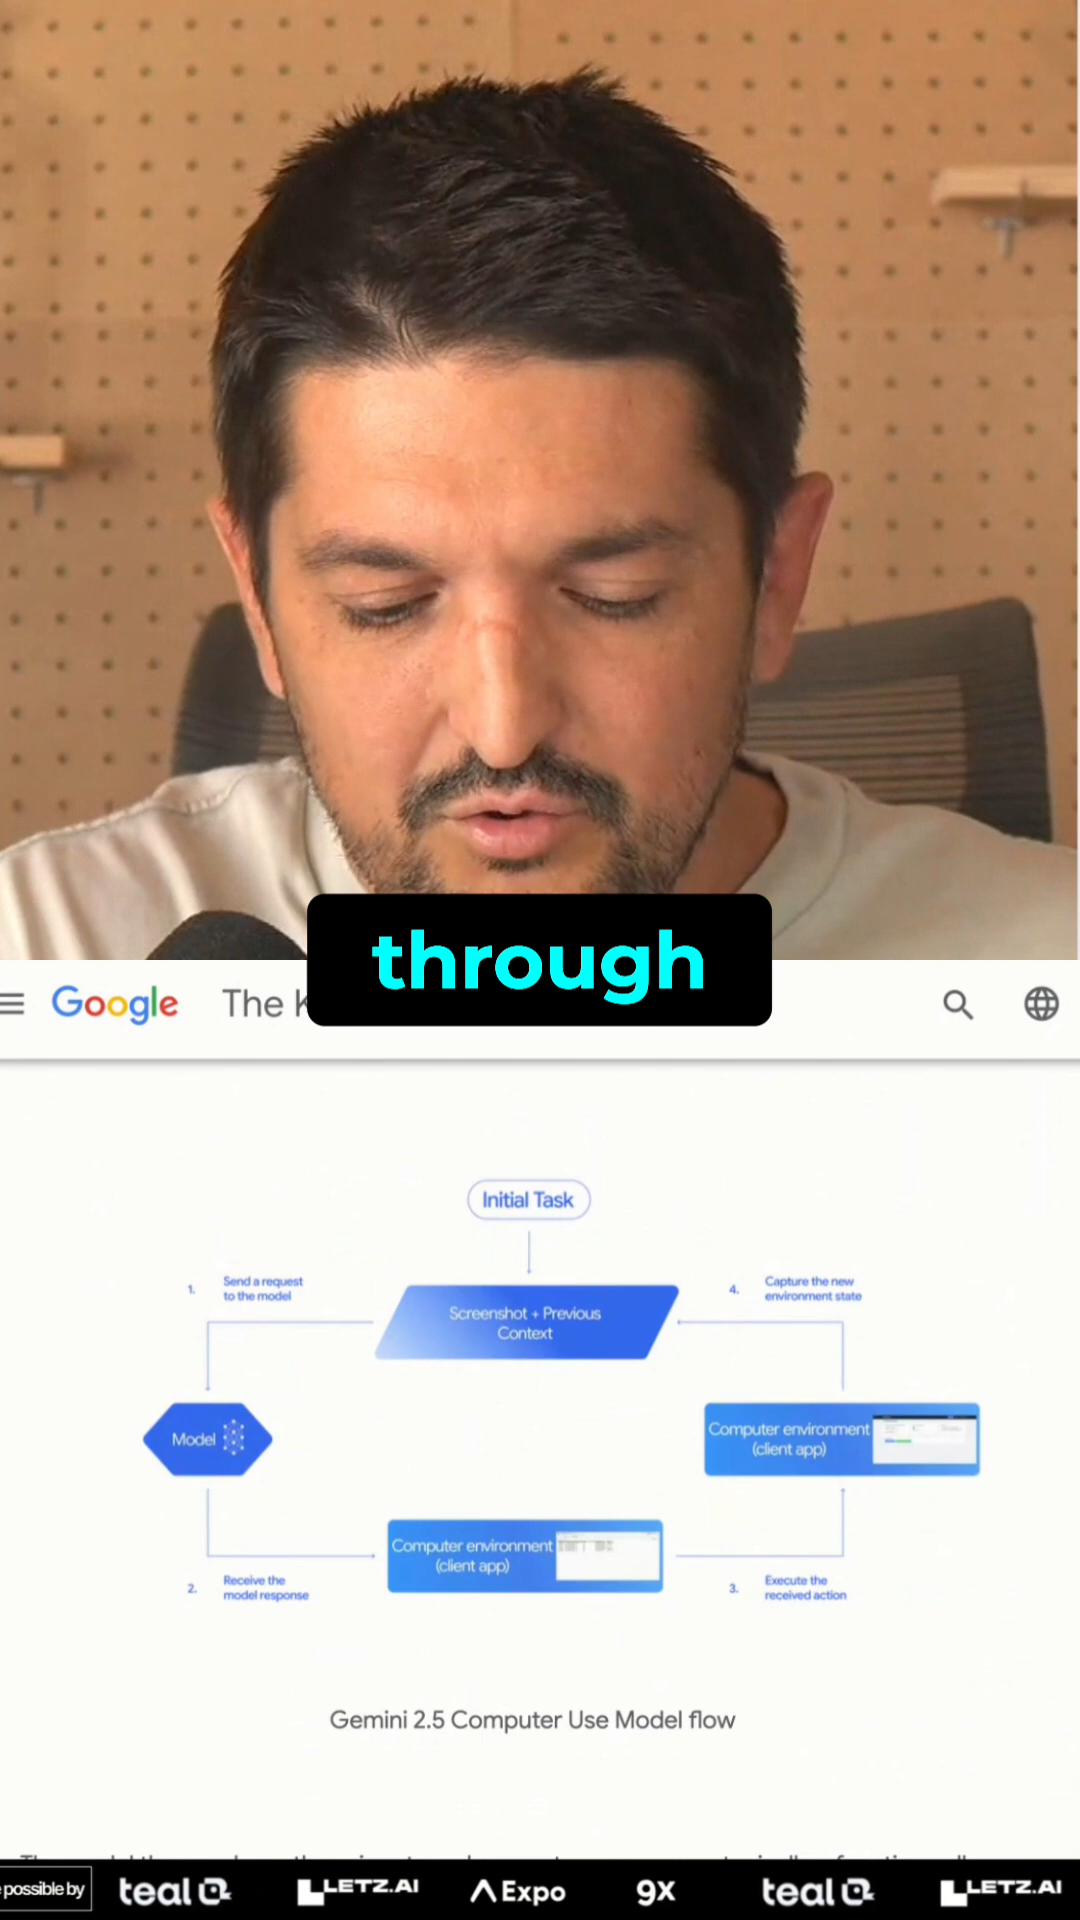 through
Google The K
Initial Task
1. Send a request
to the model
Screenshot + Previous
Context
4. Capture the new
environment state
Model
Computer environment
(client app)
Computer environment
(client app)
2. Receive the
model response
3. Execute the
received action
Gemini 2.5 Computer Use Model flow
possible by teal LETZ.AI Expo 9x teal LETZ.AI